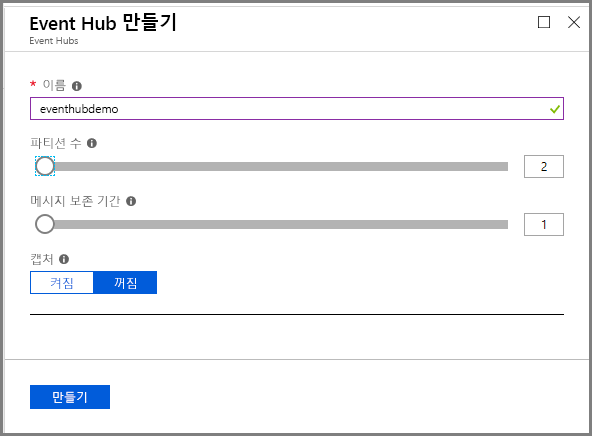 Event Hub 만들기
Event Hubs
* 이름
eventhubdemo
파티션 수
2
메시지 보존 기간
1
캡처
켜짐 꺼짐
만들기